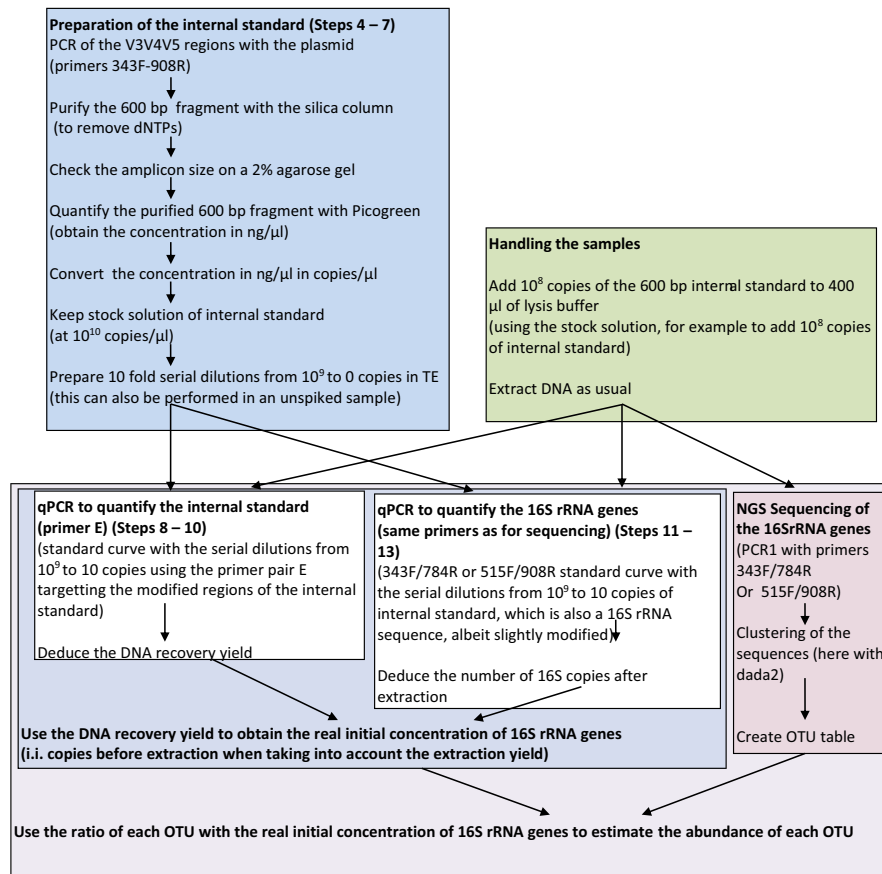 Preparation of the internal standard (Steps 4 – 7)
PCR of the V3V4V5 regions with the plasmid
(primers 343F-908R)
Purify the 600 bp fragment with the silica column
(to remove dNTPs)
Check the amplicon size on a 2% agarose gel
Quantify the purified 600 bp fragment with Picogreen
(obtain the concentration in ng/µl)
Convert the concentration in ng/µl in copies/µl
Keep stock solution of internal standard
(at 10¹⁰ copies/µl)
Prepare 10 fold serial dilutions from 10⁹ to 0 copies in TE
(this can also be performed in an unspiked sample)
Handling the samples
Add 10⁸ copies of the 600 bp internal standard to 400
µl of lysis buffer
(using the stock solution, for example to add 10⁸ copies
of internal standard)
Extract DNA as usual
qPCR to quantify the internal standard
(primer E) (Steps 8 – 10)
(standard curve with the serial dilutions from
10⁹ to 10 copies using the primer pair E
targetting the modified regions of the internal
standard)
Deduce the DNA recovery yield
qPCR to quantify the 16S rRNA genes
(same primers as for sequencing) (Steps 11 –
13)
(343F/784R or 515F/908R standard curve with
the serial dilutions from 10⁹ to 10 copies of
internal standard, which is also a 16S rRNA
sequence, albeit slightly modified)
Deduce the number of 16S copies after
extraction
NGS Sequencing of
the 16SrRNA genes
(PCR1 with primers
343F/784R
Or 515F/908R)
Clustering of the
sequences (here with
dada2)
Create OTU table
Use the DNA recovery yield to obtain the real initial concentration of 16S rRNA genes
(i.i. copies before extraction when taking into account the extraction yield)
Use the ratio of each OTU with the real initial concentration of 16S rRNA genes to estimate the abundance of each OTU